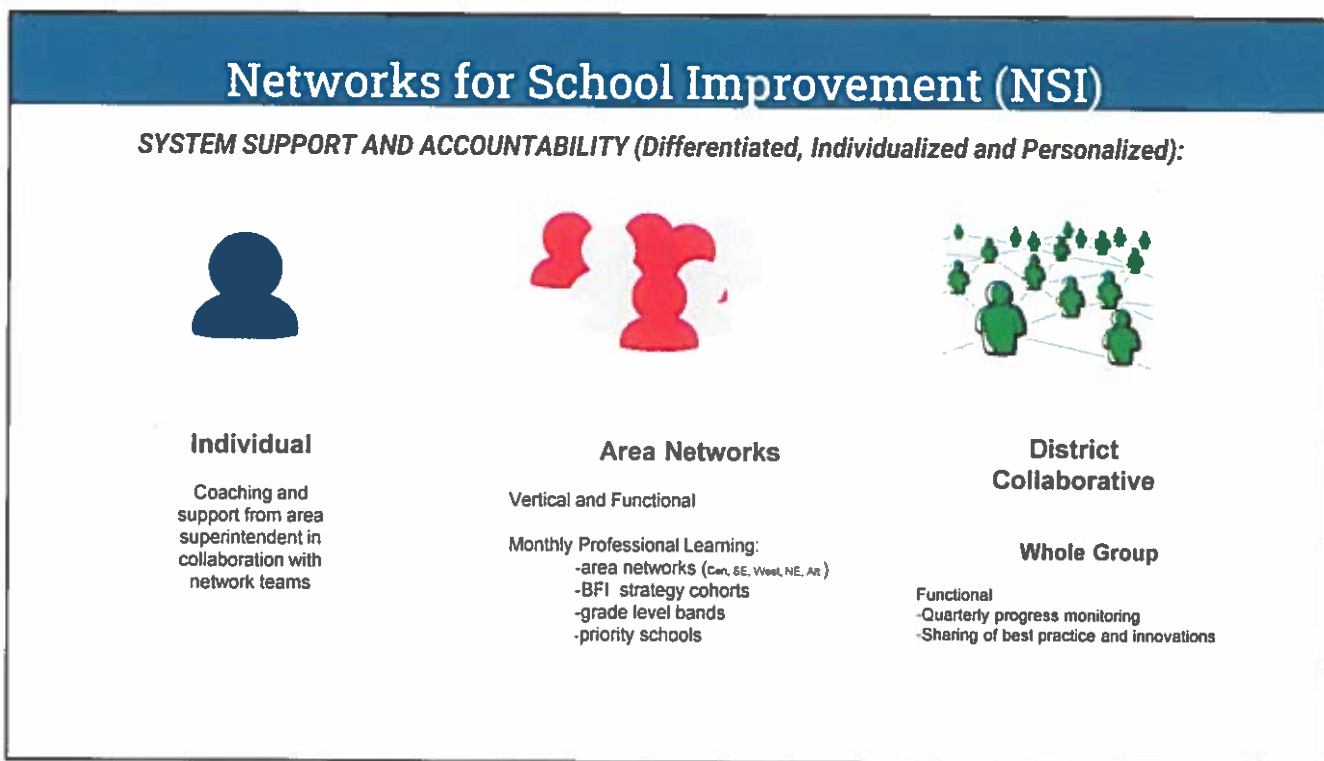 Networks for School Improvement (NSI)
SYSTEM SUPPORT AND ACCOUNTABILITY (Differentiated, Individualized and Personalized):
Individual
Coaching and
support from area
superintendent in
collaboration with
network teams
Area Networks
Vertical and Functional
Monthly Professional Learning:
-area networks (Cen, SE, West, NE, Alt )
-BFI strategy cohorts
-grade level bands
-priority schools
District
Collaborative
Whole Group
Functional
-Quarterly progress monitoring
-Sharing of best practice and innovations